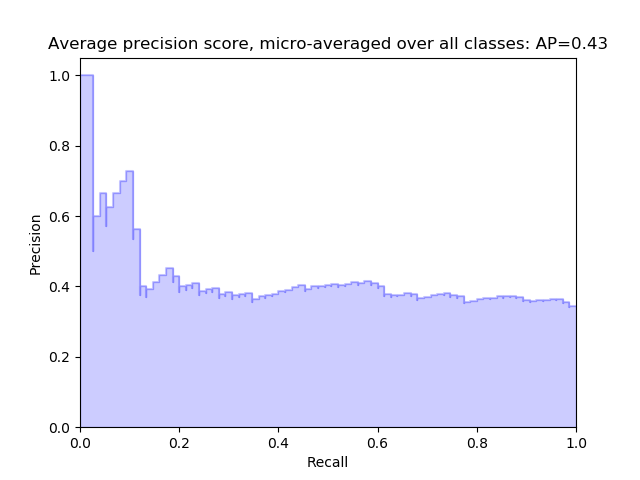 Average precision score, micro-averaged over all classes: AP=0.43
1.0
0.8
0.6
0.4
0.2
0.0
Precision
0.0 0.2 0.4 0.6 0.8 1.0
Recall